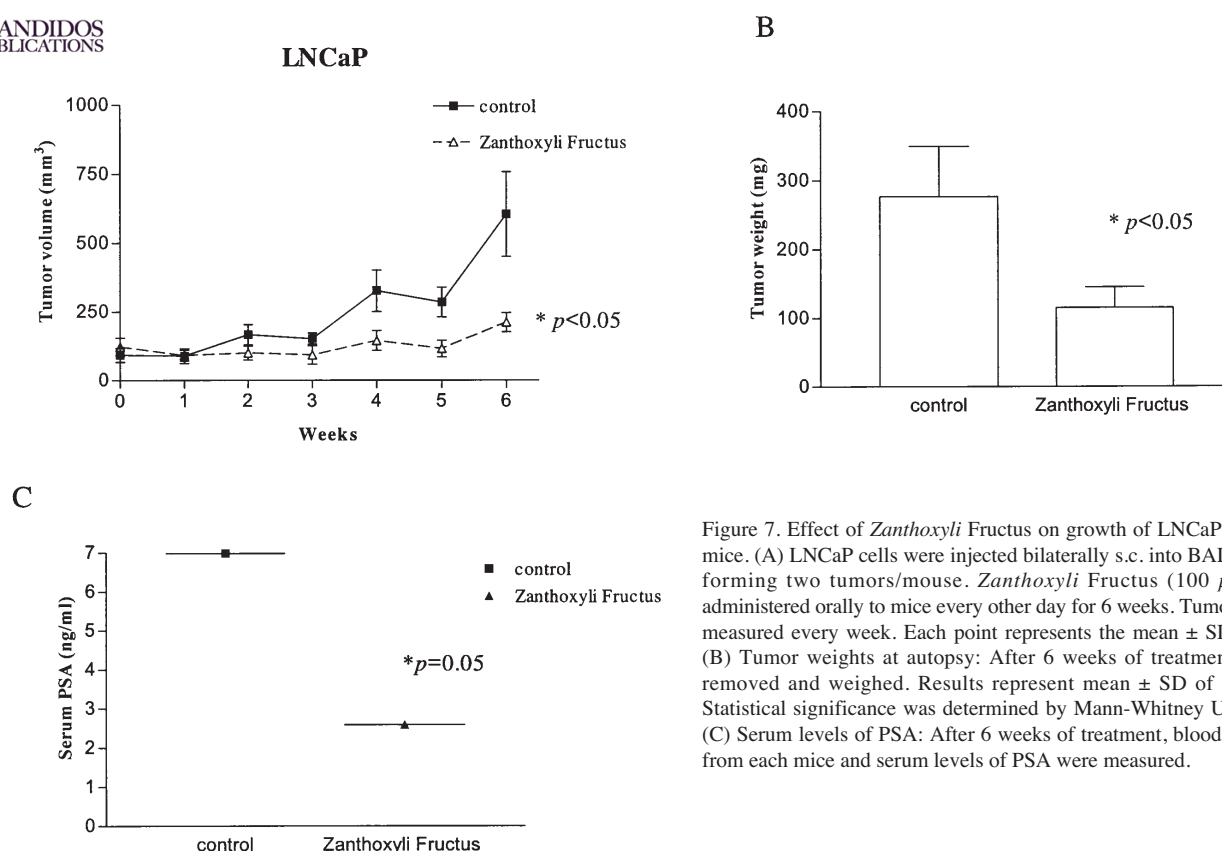 ANDIDOS
BLICATIONS
LNCaP
1000
750
500
250
0
Tumor volume (mm3)
control
Zanthoxyli Fructus
* p<0.05
0 1 2 3 4 5 6
Weeks
B
400
300
200
100
0
Tumor weight (mg)
* p<0.05
control Zanthoxyli Fructus
C
7
6
5
4
3
2
1
0
Serum PSA (ng/ml)
control
Zanthoxyli Fructus
*p=0.05
control Zanthoxyli Fructus
Figure 7. Effect of Zanthoxyli Fructus on growth of LNCaP
mice. (A) LNCaP cells were injected bilaterally s.c. into
forming two tumors/mouse. Zanthoxyli Fructus (100
administered orally to mice every other day for 6 weeks.
measured every week. Each point represents the mean ±
(B) Tumor weights at autopsy: After 6 weeks of
removed and weighed. Results represent mean ± SD of
Statistical significance was determined by Mann-Whitney U
(C) Serum levels of PSA: After 6 weeks of treatment, blood
from each mice and serum levels of PSA were measured.